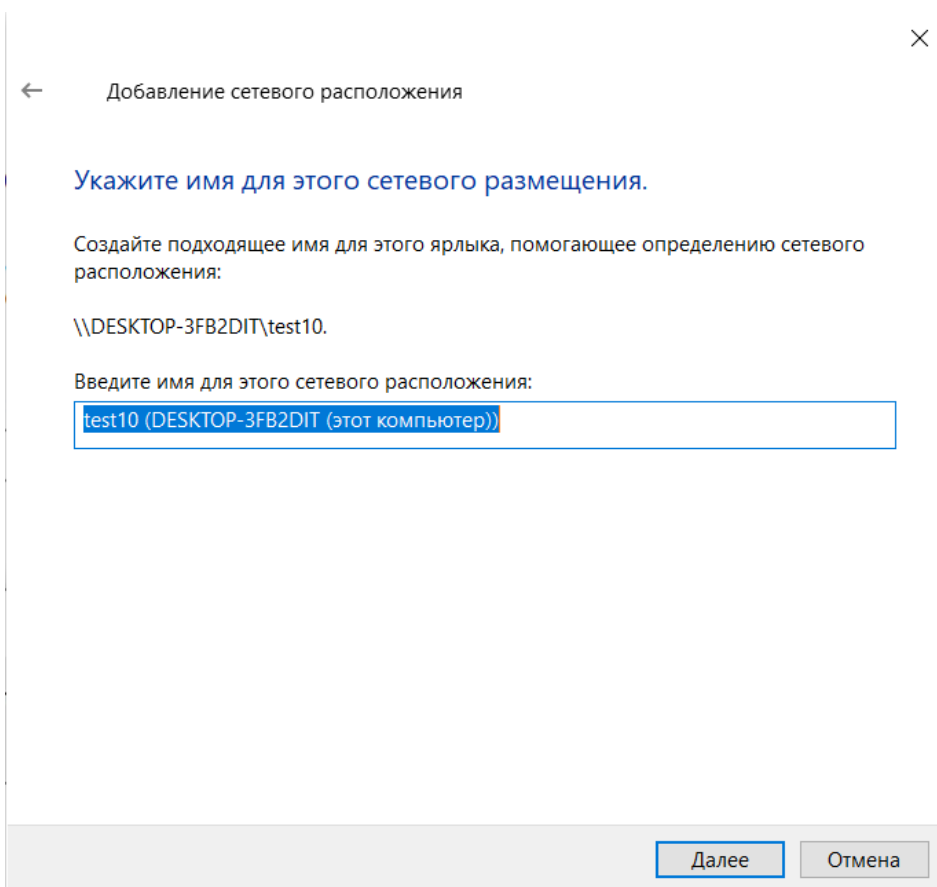 Добавление сетевого расположения
Укажите имя для этого сетевого размещения.
Создайте подходящее имя для этого ярлыка, помогающее определению сетевого
расположения:
\\DESKTOP-3FB2DIT\test10.
Введите имя для этого сетевого расположения:
test10 (DESKTOP-3FB2DIT (этот компьютер))
Далее
Отмена